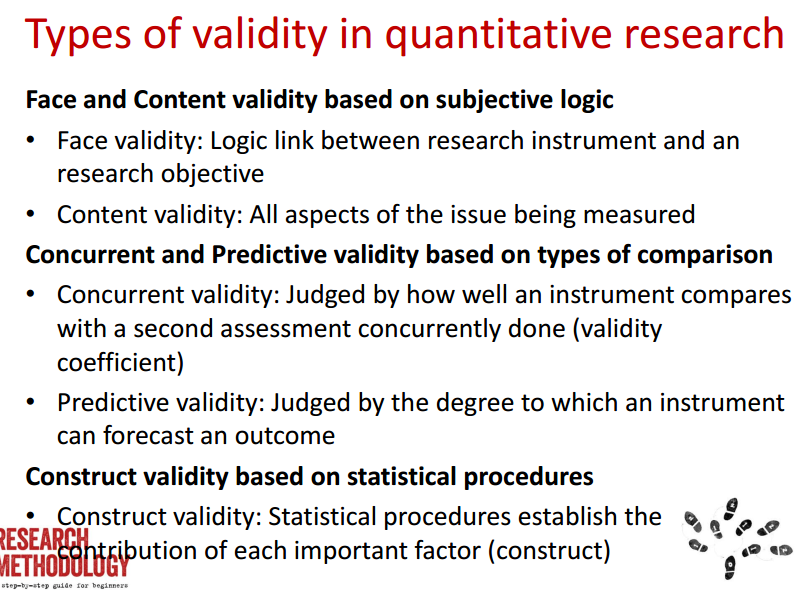 Types of validity in quantitative research
Face and Content validity based on subjective logic
• Face validity: Logic link between research instrument and an
research objective
• Content validity: All aspects of the issue being measured
Concurrent and Predictive validity based on types of comparison
• Concurrent validity: Judged by how well an instrument compares
with a second assessment concurrently done (validity
coefficient)
• Predictive validity: Judged by the degree to which an instrument
can forecast an outcome
Construct validity based on statistical procedures
• Construct validity: Statistical procedures establish the
contribution of each important factor (construct)
RESEARCH
METHODOLOGY
step-by-step guide for beginners